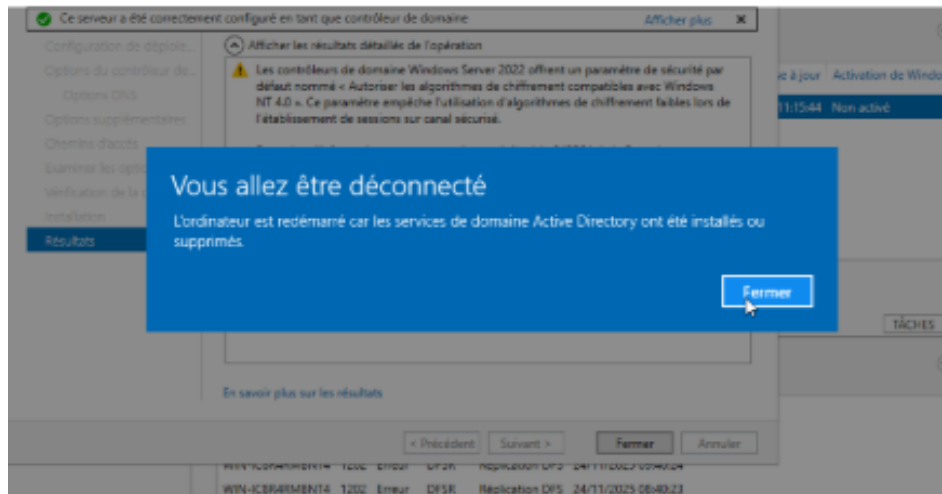 Ce serveur a été correctement configuré en tant que contrôleur de domaine
Afficher plus
Configuration de déploie...
Afficher les résultats détaillés de l'opération
Options du contrôleur de...
Options DNS
Options supplémentaires
Chemins d'accès
Examiner les opti
Vérification de la
Installation
Résultats
Les contrôleurs de domaine Windows Server 2022 offrent un paramètre de sécurité par
défaut nommé « Autoriser les algorithmes de chiffrement compatibles avec Windows
NT 4.0 ». Ce paramètre empêche l'utilisation d'algorithmes de chiffrement faibles lors de
l'établissement de sessions sur canal sécurisé.
e à jour Activation de Windo
11:15:44 Non activé
Vous allez être déconnecté
L'ordinateur est redémarré car les services de domaine Active Directory ont été installés ou
supprimés.
Fermer
TÂCHES
En savoir plus sur les résultats
< Précédent Suivant > Fermer Annuler
1202 Erreur DFSR Réplication DFS 24/11/2025
1202 Erreur DFSR Réplication DFS 24/11/2025 08:40:23